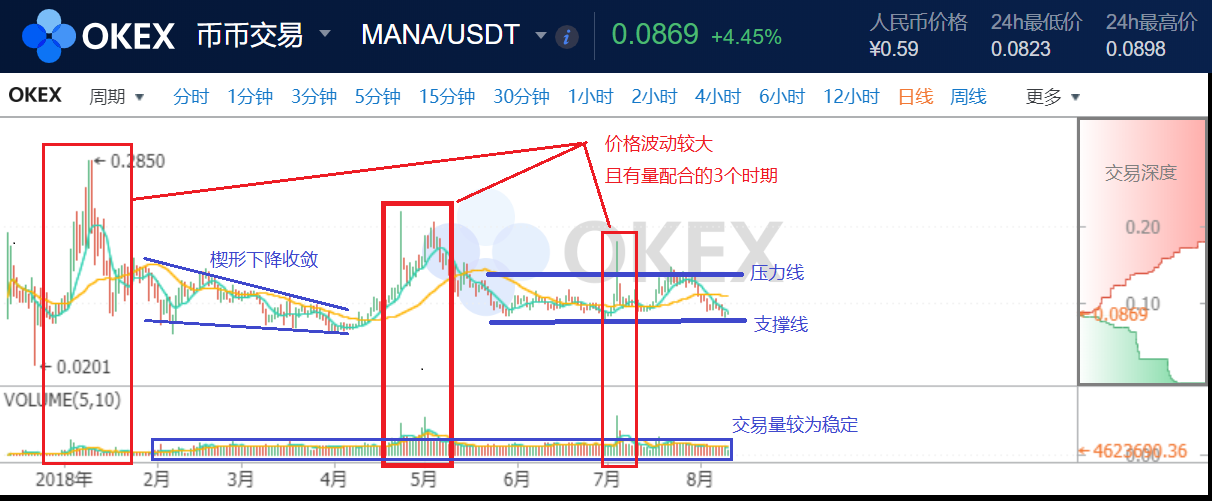 OKEX 币币交易 MANA/USDT i 0.0869 +4.45% 人民币价格 24h最低价 24h最高价
¥0.59 0.0823 0.0898
OKEX 周期 分时 1分钟 3分钟 5分钟 15分钟 30分钟 1小时 2小时 4小时 6小时 12小时 日线 周线 更多
价格波动较大
0.2850
且有量配合的3个时期
交易深度
OKEX
0.20
楔形下降收敛
压力线
0.10
0.0869
支撑线
0.0201
VOLUME(5,10)
交易量较为稳定
4623690.36
0.00
2018年 2月 3月 4月 5月 6月 7月 8月